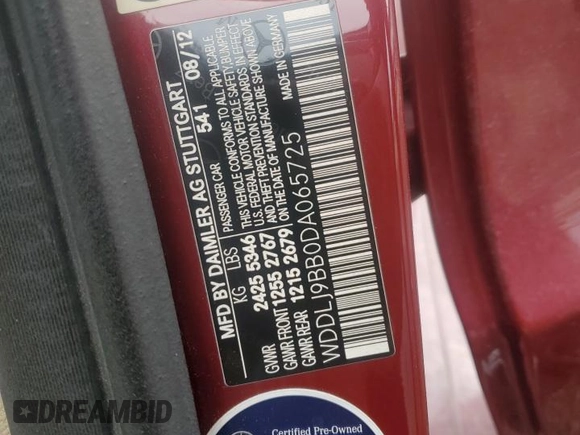 MFD BY DAIMLER AG STUTTGART
PASSENGER CAR 541 08/12
KG LBS
THIS VEHICLE CONFORMS TO ALL APPLICABLE
U.S. FEDERAL MOTOR VEHICLE SAFETY, BUMPER,
AND THEFT PREVENTION STANDARDS IN EFFECT
ON THE DATE OF MANUFACTURE SHOWN ABOVE
MADE IN GERMANY
GVWR 2425 5346
GAWR FRONT 1255 2767
GAWR REAR 1215 2679
WDDLJ9BB0DA065725
Certified Pre-Owned
DREAMBID